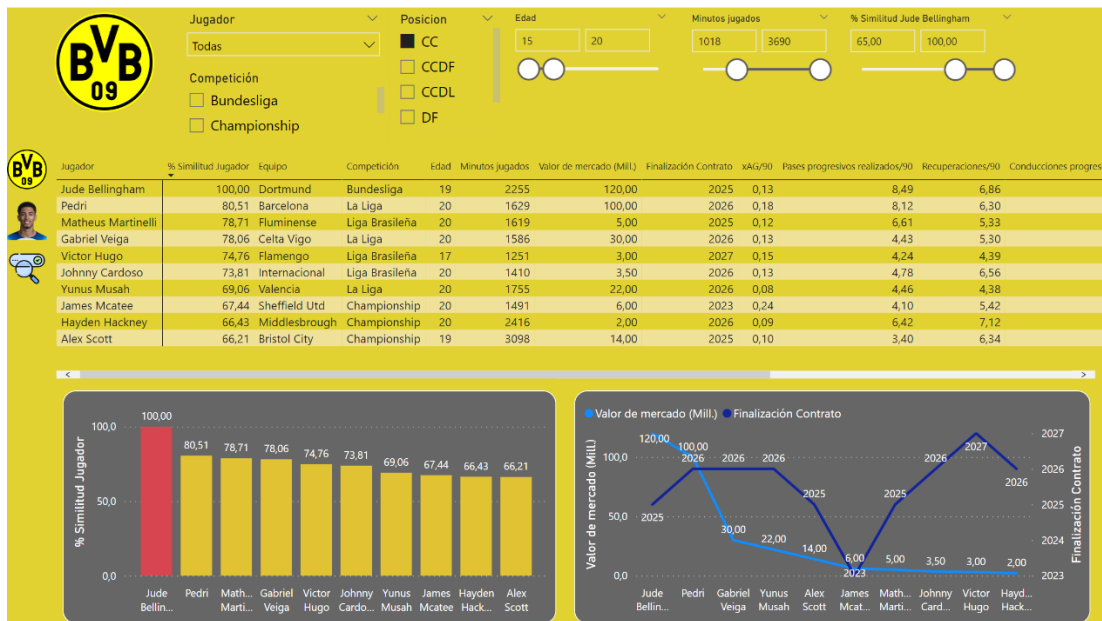 BVB
09
Jugador
Todas
Competición
Bundesliga
Championship
Posicion
CC
CCDF
CCDL
DF
Edad
15 20
Minutos jugados
1018 3690
% Similitud Jude Bellingham
65,00 100,00
BVB
09
Jugador % Similitud Jugador Equipo Competición Edad Minutos jugados Valor de mercado (Mill.) Finalización Contrato xAG/90 Pases progresivos realizados/90 Recuperaciones/90 Conducciones progres
Jude Bellingham 100,00 Dortmund Bundesliga 19 2255 120,00 2025 0,13 8,49 6,86
Pedri 80,51 Barcelona La Liga 20 1629 100,00 2026 0,18 8,12 6,30
Matheus Martinelli 78,71 Fluminense Liga Brasileña 20 1619 5,00 2025 0,12 6,61 5,33
Gabriel Veiga 78,06 Celta Vigo La Liga 20 1586 30,00 2026 0,13 4,43 5,30
Victor Hugo 74,76 Flamengo Liga Brasileña 17 1251 3,00 2027 0,15 4,24 4,39
Johnny Cardoso 73,81 Internacional Liga Brasileña 20 1410 3,50 2026 0,13 4,78 6,56
Yunus Musah 69,06 Valencia La Liga 20 1755 22,00 2026 0,08 4,46 4,38
James Mcatee 67,44 Sheffield Utd Championship 20 1491 6,00 2023 0,24 4,10 5,42
Hayden Hackney 66,43 Middlesbrough Championship 20 2416 2,00 2026 0,09 6,42 7,12
Alex Scott 66,21 Bristol City Championship 19 3098 14,00 2025 0,10 3,40 6,34
% Similitud Jugador
100,0
50,0
0,0
100,00 80,51 78,71 78,06 74,76 73,81 69,06 67,44 66,43 66,21
Jude Pedri Math... Gabriel Victor Johnny Yunus James Hayden Alex
Bellin... Marti... Veiga Hugo Cardo... Musah Mcatee Hack... Scott
Valor de mercado (Mill.) Finalización Contrato
Valor de mercado (Mill.)
100,0
50,0
0,0
120,00 100,00 30,00 22,00 14,00 6,00 5,00 3,50 3,00 2,00
2025 2026 2026 2026 2025 2023 2025 2026 2027 2026
2027
2026
2025
2024
2023
Finalización Contrato
Jude Pedri Gabriel Yunus Alex James Math... Johnny Victor Hayd...
Bellin... Veiga Musah Scott Mcat... Marti... Card... Hugo Hack...